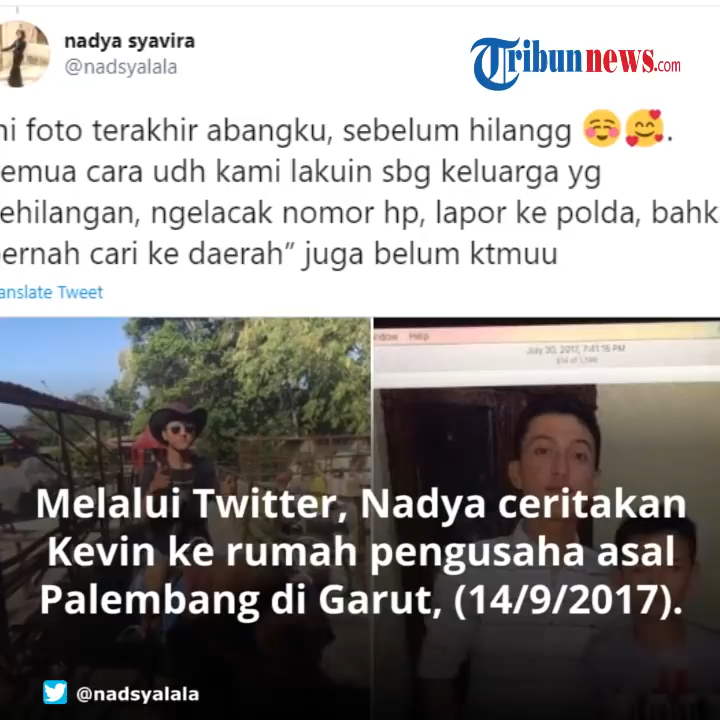 nadya syavira
@nadsyalala
Tribunnews.com
ni foto terakhir abangku, sebelum hilangg ☺️🥰.
emua cara udh kami lakuin sbg keluarga yg
ehilangan, ngelacak nomor hp, lapor ke polda, bahk
ernah cari ke daerah” juga belum ktmuu
anslate Tweet
ndow Help
July 30, 2017, 7:41:16 PM
Melalui Twitter, Nadya ceritakan
Kevin ke rumah pengusaha asal
Palembang di Garut, (14/9/2017).
@nadsyalala